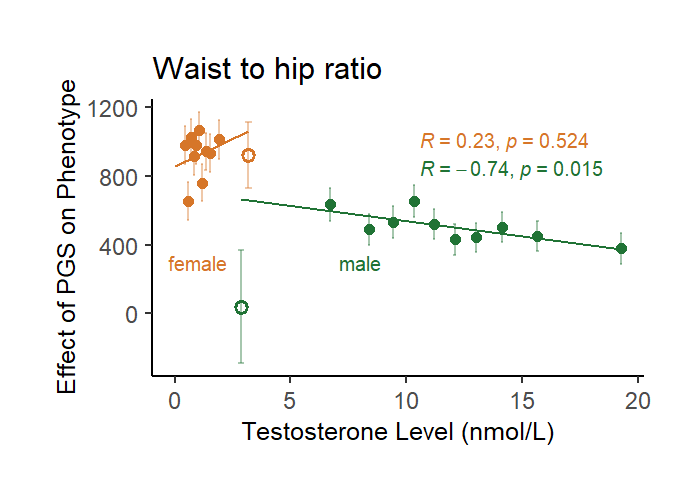 Waist to hip ratio
Effect of PGS on Phenotype
1200
800
400
0
R = 0.23, p = 0.524
R = −0.74, p = 0.015
female
male
0 5 10 15 20
Testosterone Level (nmol/L)